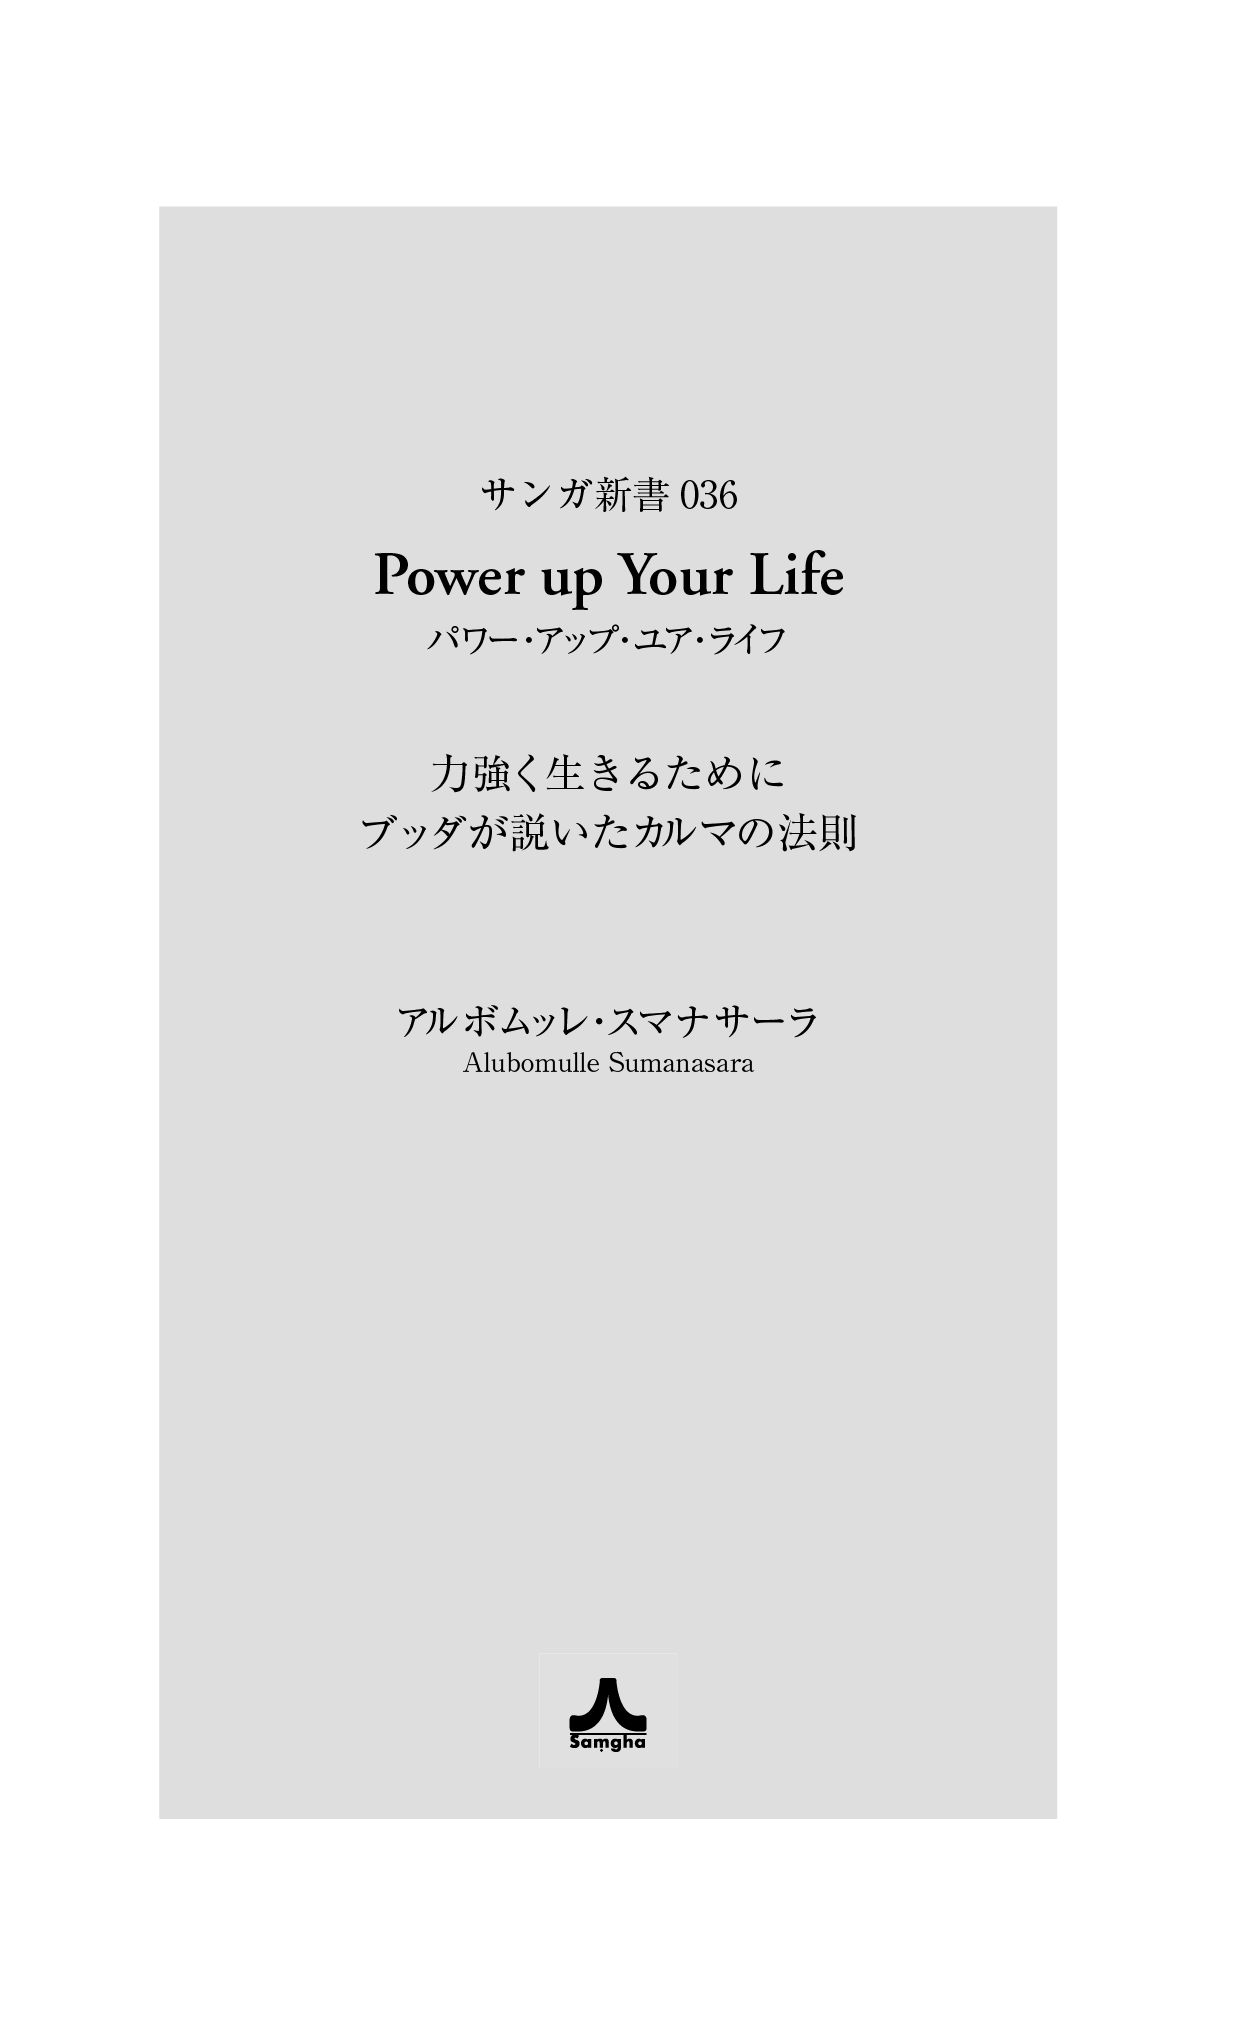 サンガ新書 036
Power up Your Life
パワー・アップ・ユア・ライフ
力強く生きるために
ブッダが説いたカルマの法則
アルボムッレ・スマナサーラ
Alubomulle Sumanasara
Saṃgha